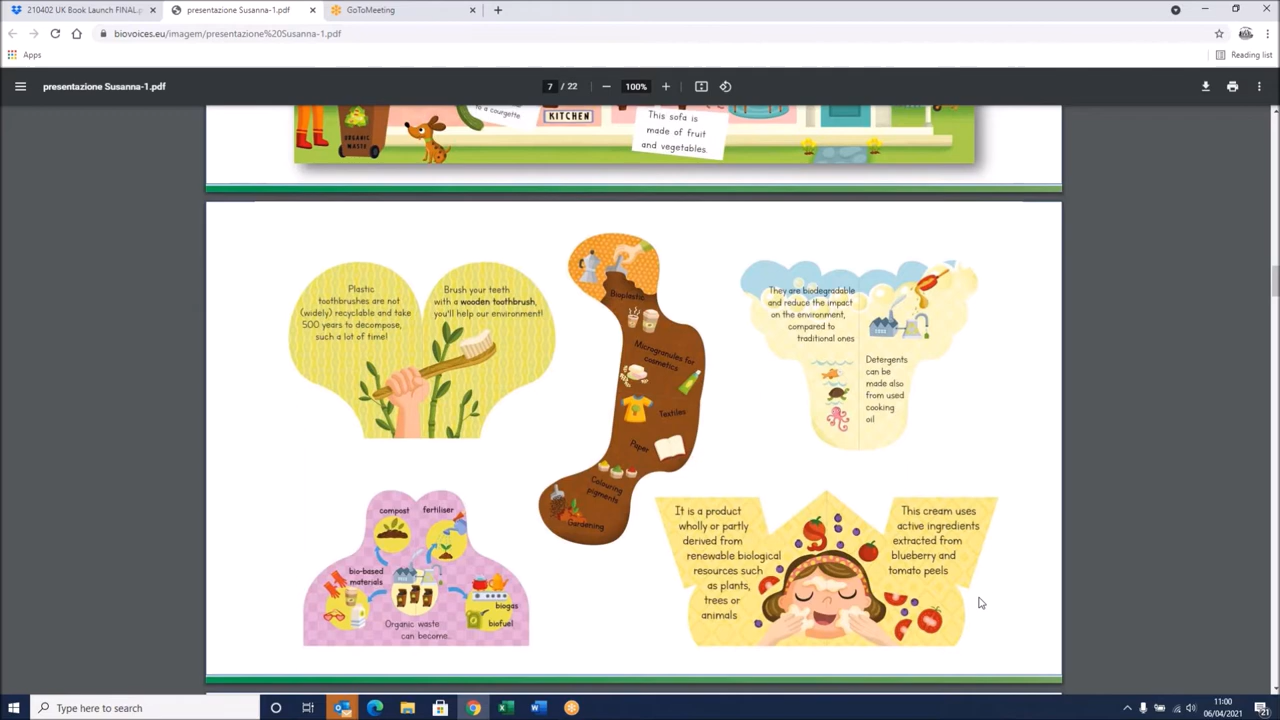 210402 UK Book Launch FINAL.p
presentazione Susanna-1.pdf
GoToMeeting
biovoices.eu/imagem/presentazione%20Susanna-1.pdf
Apps
Reading list
presentazione Susanna-1.pdf
7 / 22
100%
to a courgette
KITCHEN
ORGANIC
WASTE
This sofa is
made of fruit
and vegetables.
Plastic
toothbrushes are not
(widely) recyclable and take
500 years to decompose,
such a lot of time!
Brush your teeth
with a wooden toothbrush,
you'll help our environment!
Bioplastic
Microgranules for
cosmetics
Textiles
Paper
Colouring
pigments
Gardening
They are biodegradable
and reduce the impact
on the environment,
compared to
traditional ones
Detergents
can be
made also
from used
cooking
oil
compost
fertiliser
bio-based
materials
biogas
biofuel
Organic waste
can become...
It is a product
wholly or partly
derived from
renewable biological
resources such
as plants,
trees or
animals
This cream uses
active ingredients
extracted from
blueberry and
tomato peels
Type here to search
11:00
06/04/2021
21